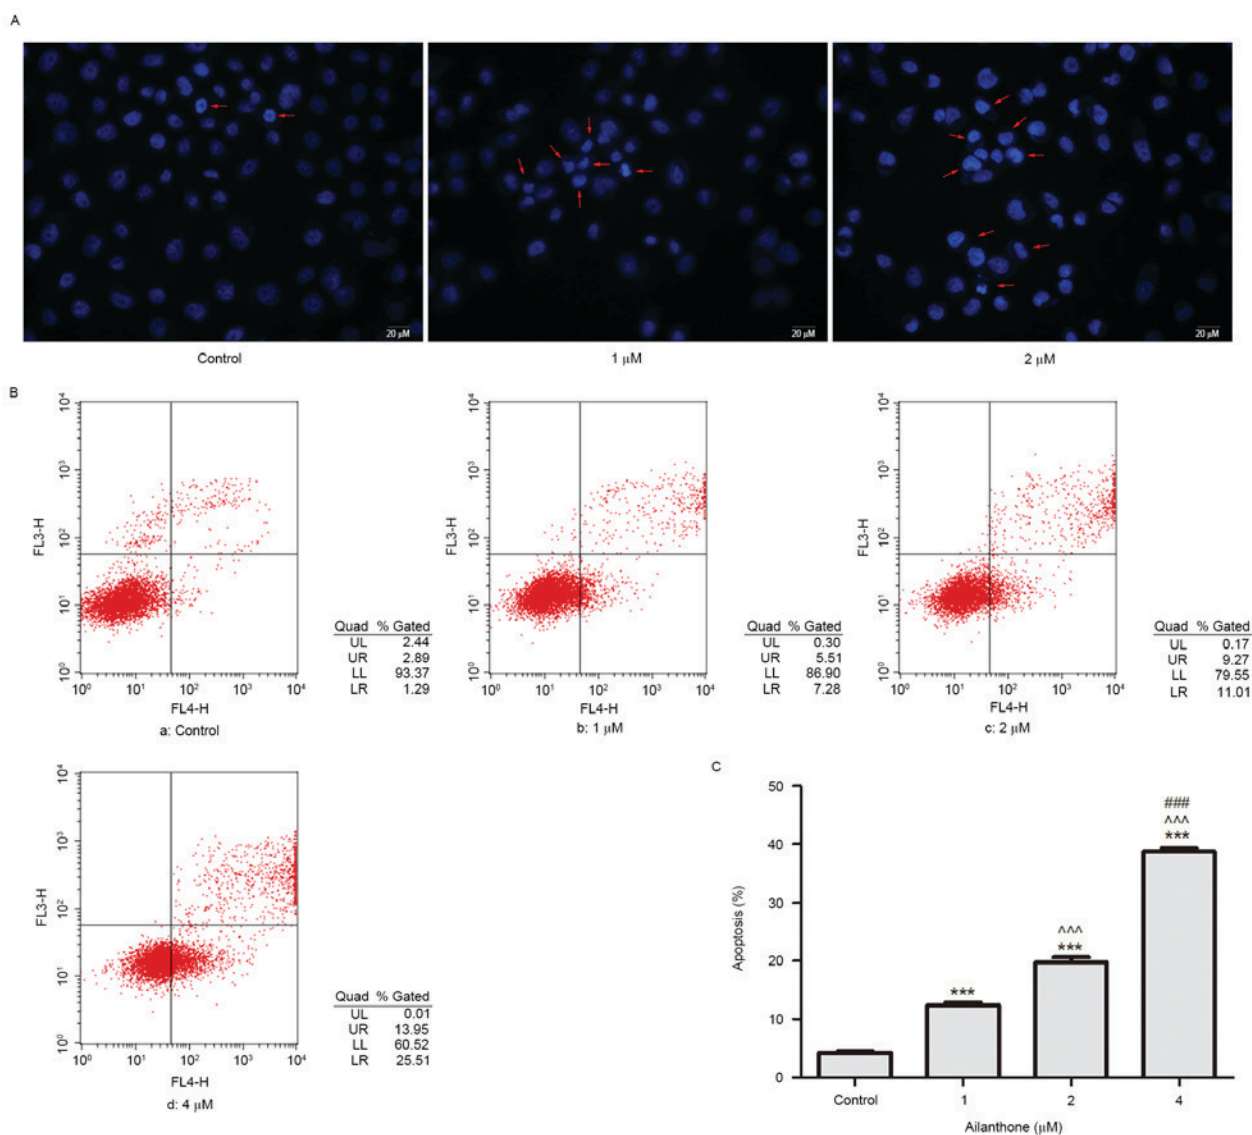 A
20 µM
20 µM
20 µM
Control
1 µM
2 µM
B
10⁴
10³
10²
10¹
10⁰
FL3-H
10⁰ 10¹ 10² 10³ 10⁴
FL4-H
a: Control
Quad % Gated
UL 2.44
UR 2.89
LL 93.37
LR 1.29
10⁴
10³
10²
10¹
10⁰
FL3-H
10⁰ 10¹ 10² 10³ 10⁴
FL4-H
b: 1 µM
Quad % Gated
UL 0.30
UR 5.51
LL 86.90
LR 7.28
10⁴
10³
10²
10¹
10⁰
FL3-H
10⁰ 10¹ 10² 10³ 10⁴
FL4-H
c: 2 µM
Quad % Gated
UL 0.17
UR 9.27
LL 79.55
LR 11.01
10⁴
10³
10²
10¹
10⁰
FL3-H
10⁰ 10¹ 10² 10³ 10⁴
FL4-H
d: 4 µM
Quad % Gated
UL 0.01
UR 13.95
LL 60.52
LR 25.51
C
50
40
30
20
10
0
Apoptosis (%)
***
^^^
***
###
^^^
***
Control 1 2 4
Ailanthone (µM)